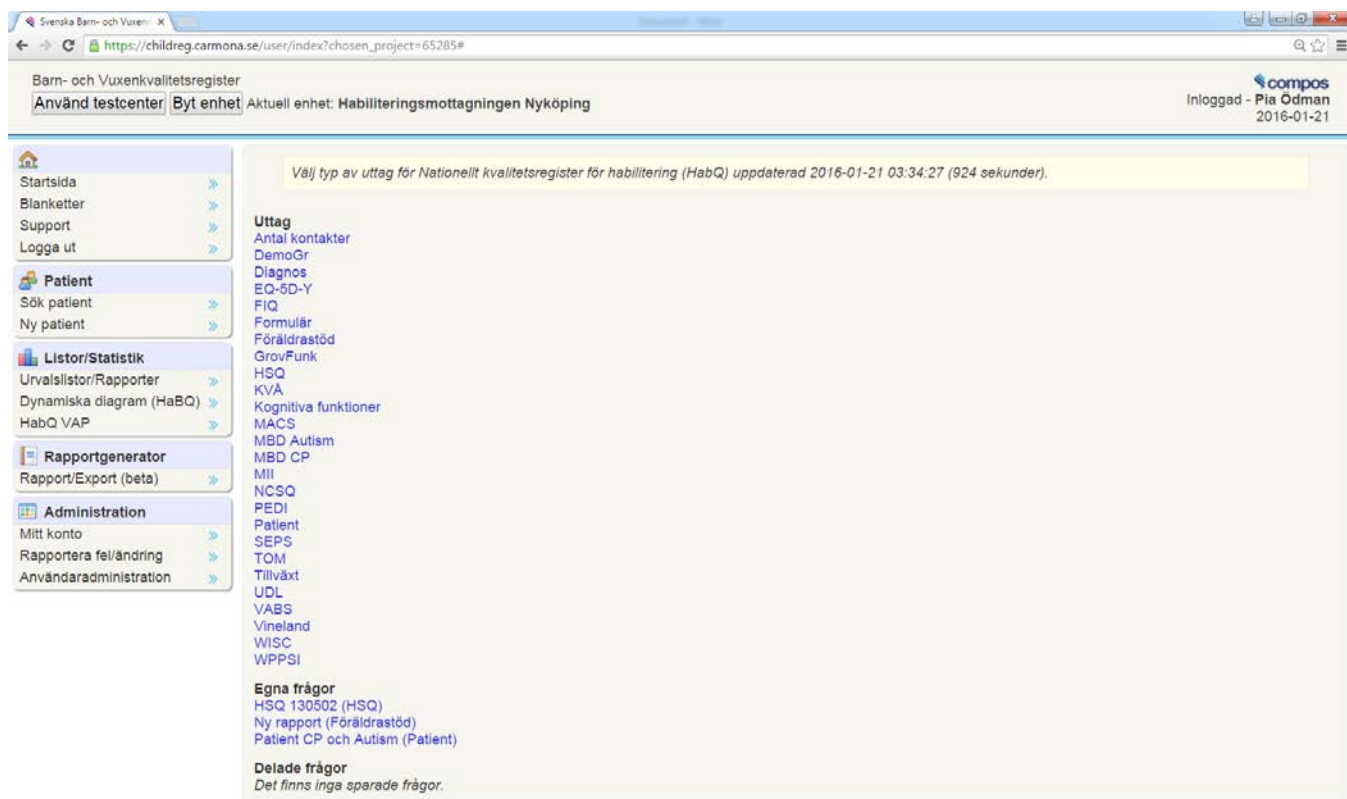 Svenska Barn- och Vuxen
https://childreg.carmona.se/user/index?chosen_project=65285#
Barn- och Vuxenkvalitetsregister
Använd testcenter Byt enhet Aktuell enhet: Habiliteringsmottagningen Nyköping
compos
Inloggad - Pia Ödman
2016-01-21
Startsida
Blanketter
Support
Logga ut
Patient
Sök patient
Ny patient
Listor/Statistik
Urvalslistor/Rapporter
Dynamiska diagram (HaBQ)
HabQ VAP
Rapportgenerator
Rapport/Export (beta)
Administration
Mitt konto
Rapportera fel/ändring
Användaradministration
Välj typ av uttag för Nationellt kvalitetsregister för habilitering (HabQ) uppdaterad 2016-01-21 03:34:27 (924 sekunder).
Uttag
Antal kontakter
DemoGr
Diagnos
EQ-5D-Y
FIQ
Formulär
Föräldrastöd
GrovFunk
HSQ
KVÅ
Kognitiva funktioner
MACS
MBD Autism
MBD CP
MII
NCSQ
PEDI
Patient
SEPS
TOM
Tillväxt
UDL
VABS
Vineland
WISC
WPPSI
Egna frågor
HSQ 130502 (HSQ)
Ny rapport (Föräldrastöd)
Patient CP och Autism (Patient)
Delade frågor
Det finns inga sparade frågor.